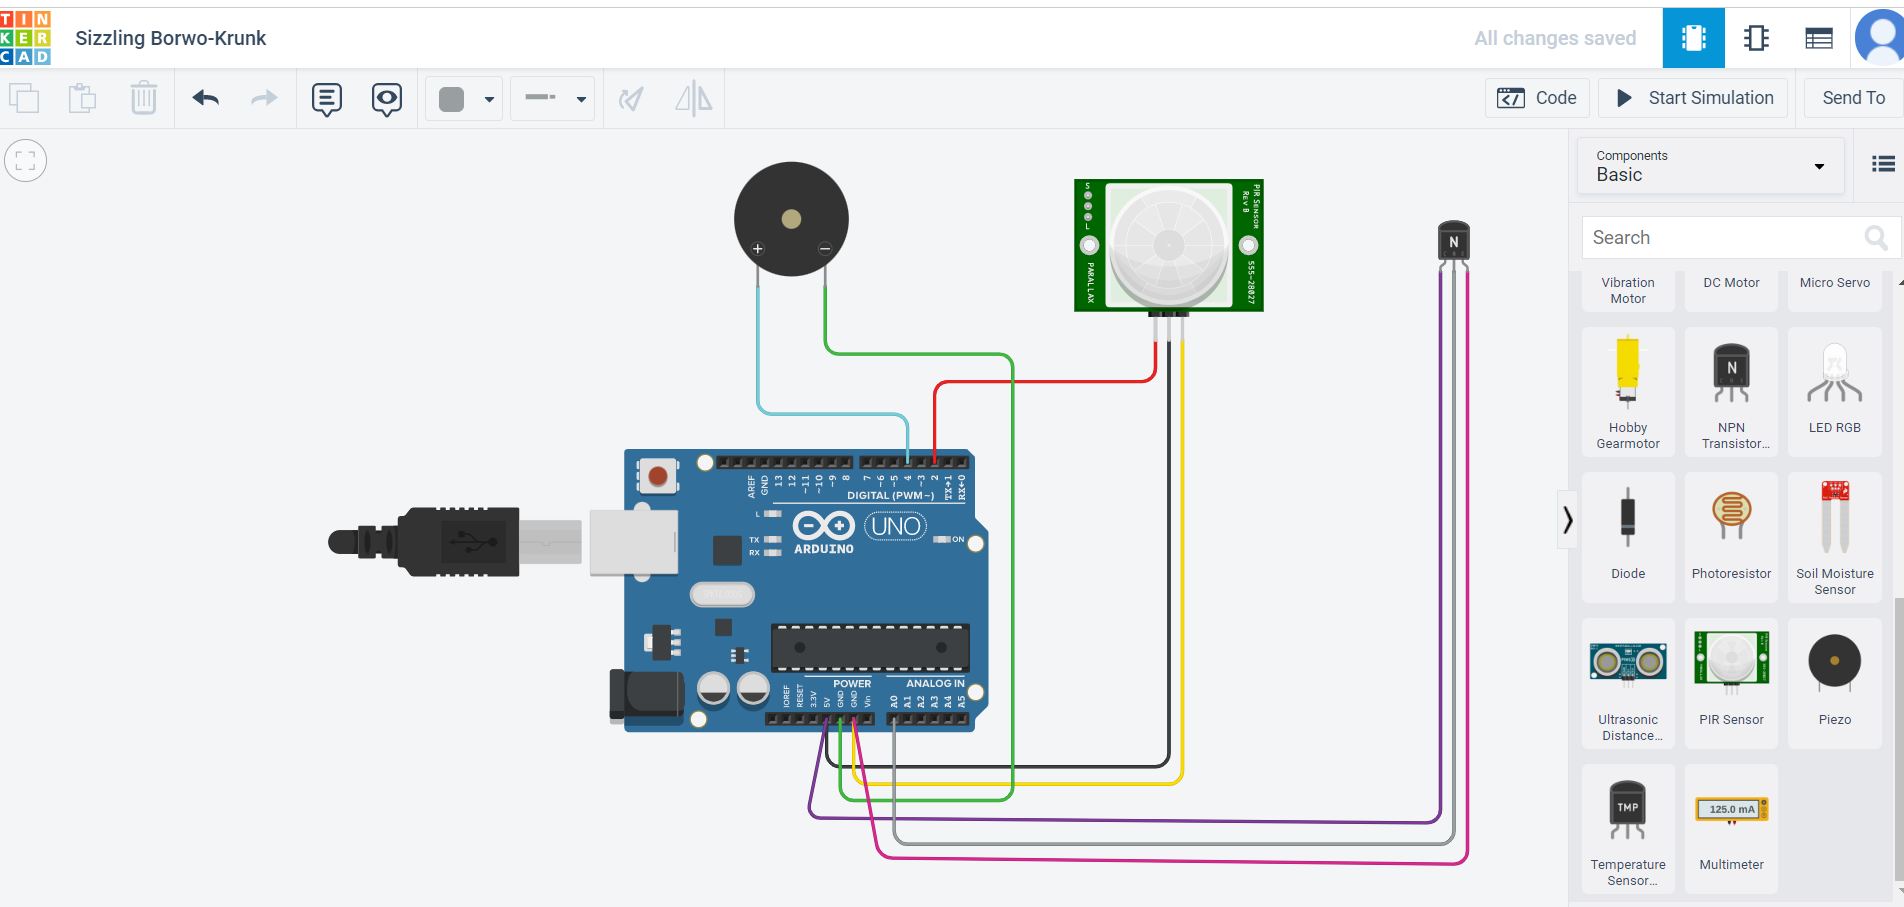 TIN
KER
CAD
Sizzling Borwo-Krunk
All changes saved
Code
Start Simulation
Send To
Components
Basic
Search
Vibration
Motor
DC Motor
Micro Servo
Hobby
Gearmotor
N
NPN
Transistor...
LED RGB
Diode
Photoresistor
Soil Moisture
Sensor
Ultrasonic
Distance...
PIR Sensor
Piezo
TMP
Temperature
Sensor...
125.0 mA
Multimeter
+
−
S
L
PARALLAX
PIR SENSOR
REV B
555-28027
N
AREF
GND
13
12
~11
~10
~9
8
7
~6
~5
4
~3
2
TX→1
RX←0
DIGITAL (PWM~)
L
TX
RX
ARDUINO
UNO
ON
POWER
ANALOG IN
IOREF
RESET
3.3V
5V
GND
GND
Vin
A0
A1
A2
A3
A4
A5